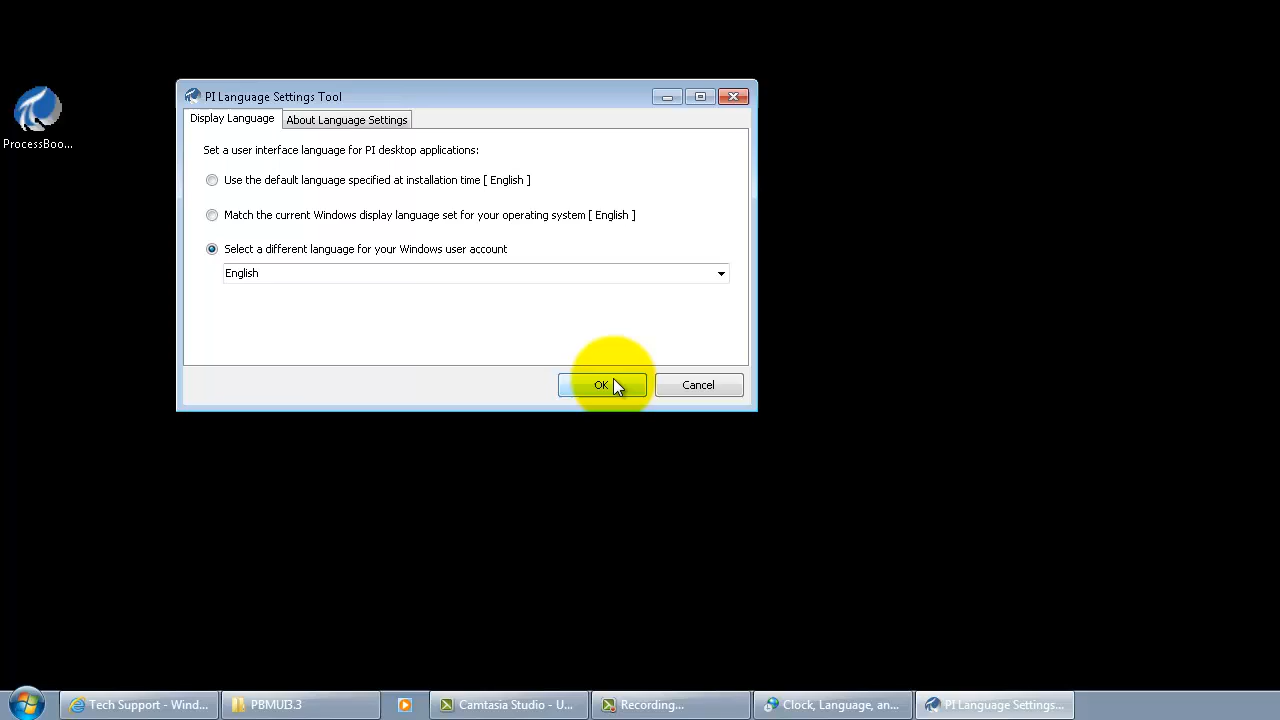 PI Language Settings Tool
Display Language
About Language Settings
Set a user interface language for PI desktop applications:
Use the default language specified at installation time [ English ]
Match the current Windows display language set for your operating system [ English ]
Select a different language for your Windows user account
English
OK
Cancel
ProcessBoo...
Tech Support - Wind...
PBMUI3.3
Camtasia Studio - U...
Recording...
Clock, Language, an...
PI Language Settings...